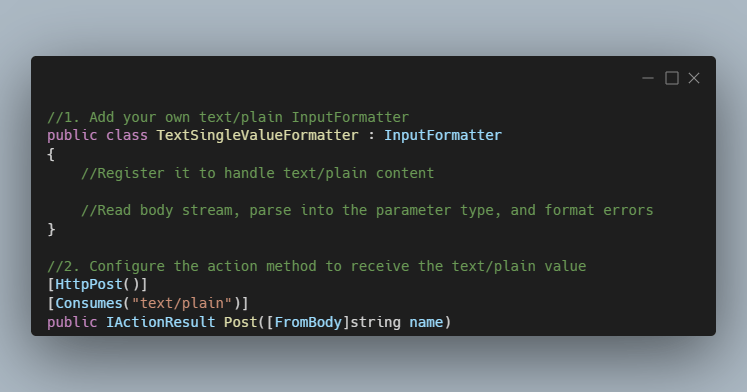 //1. Add your own text/plain InputFormatter
public class TextSingleValueFormatter : InputFormatter
{
    //Register it to handle text/plain content
    //Read body stream, parse into the parameter type, and format errors
}
//2. Configure the action method to receive the text/plain value
[HttpPost()]
[Consumes("text/plain")]
public IActionResult Post([FromBody]string name)